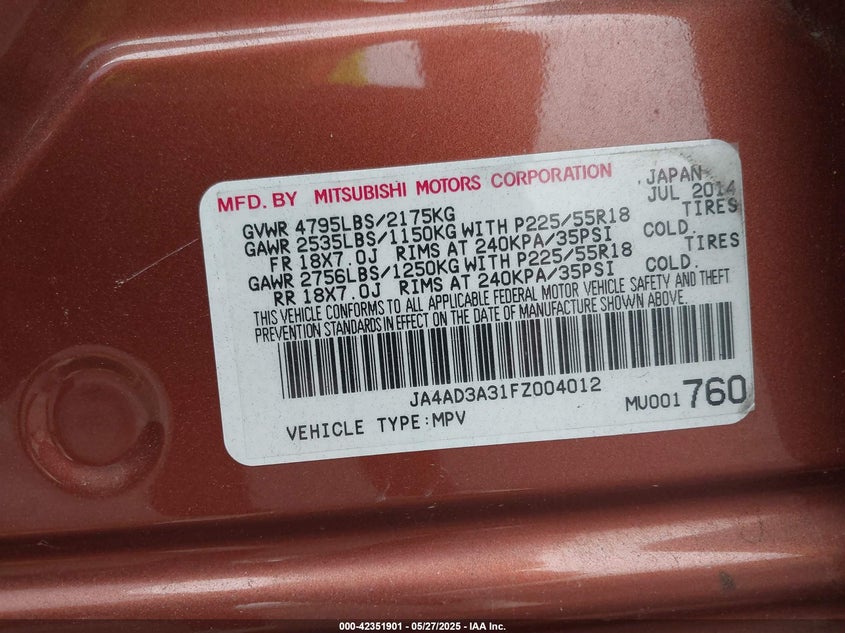 MFD. BY MITSUBISHI MOTORS CORPORATION JAPAN
JUL 2014
GVWR 4795LBS/2175KG
GAWR 2535LBS/1150KG WITH P225/55R18 TIRES
FR 18X7.0J RIMS AT 240KPA/35PSI COLD.
GAWR 2756LBS/1250KG WITH P225/55R18 TIRES
RR 18X7.0J RIMS AT 240KPA/35PSI COLD.
THIS VEHICLE CONFORMS TO ALL APPLICABLE FEDERAL MOTOR VEHICLE SAFETY AND THEFT
PREVENTION STANDARDS IN EFFECT ON THE DATE OF MANUFACTURE SHOWN ABOVE.
JA4AD3A31FZ004012
VEHICLE TYPE:MPV MU001760
000-42351901 - 05/27/2025 - IAA Inc.